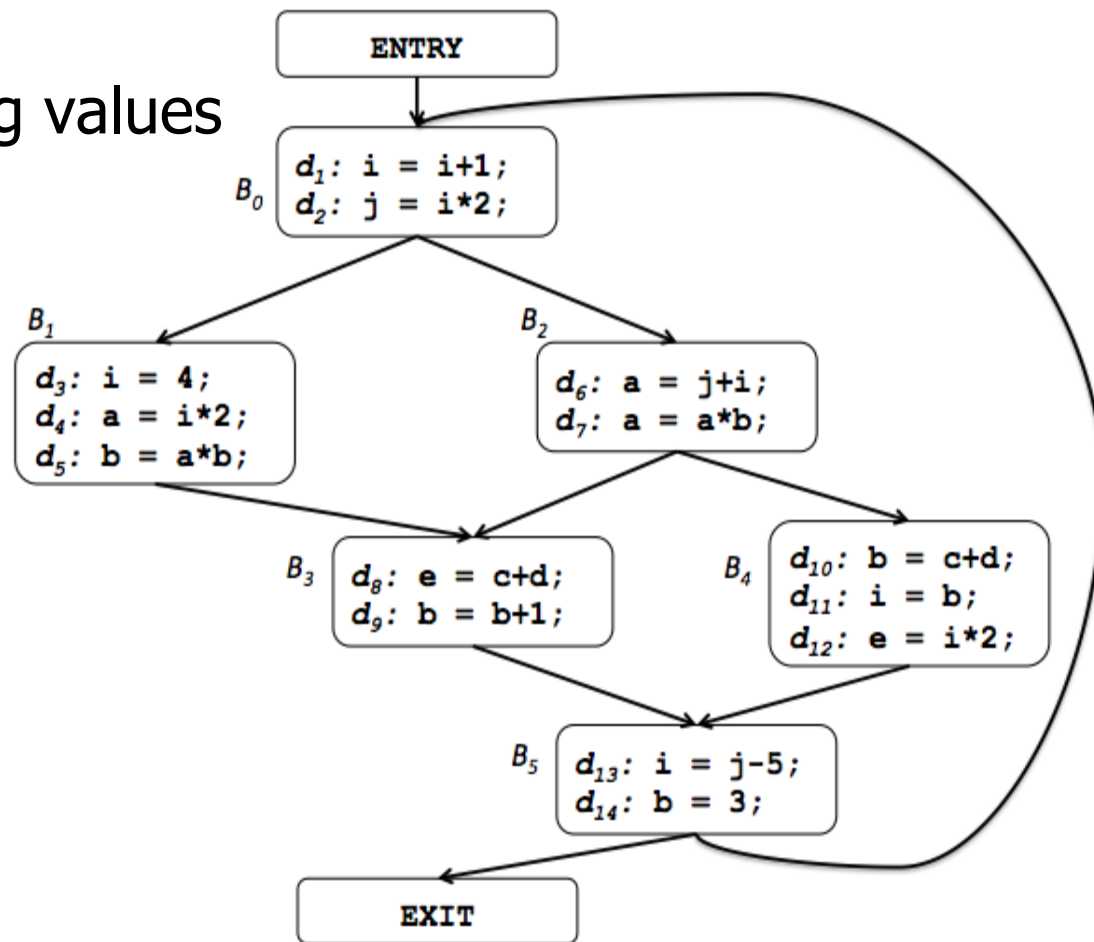 ENTRY
g values
B₀
d₁: i = i+1;
d₂: j = i*2;
B₁
d₃: i = 4;
d₄: a = i*2;
d₅: b = a*b;
B₂
d₆: a = j+i;
d₇: a = a*b;
B₃
d₈: e = c+d;
d₉: b = b+1;
B₄
d₁₀: b = c+d;
d₁₁: i = b;
d₁₂: e = i*2;
B₅
d₁₃: i = j-5;
d₁₄: b = 3;
EXIT